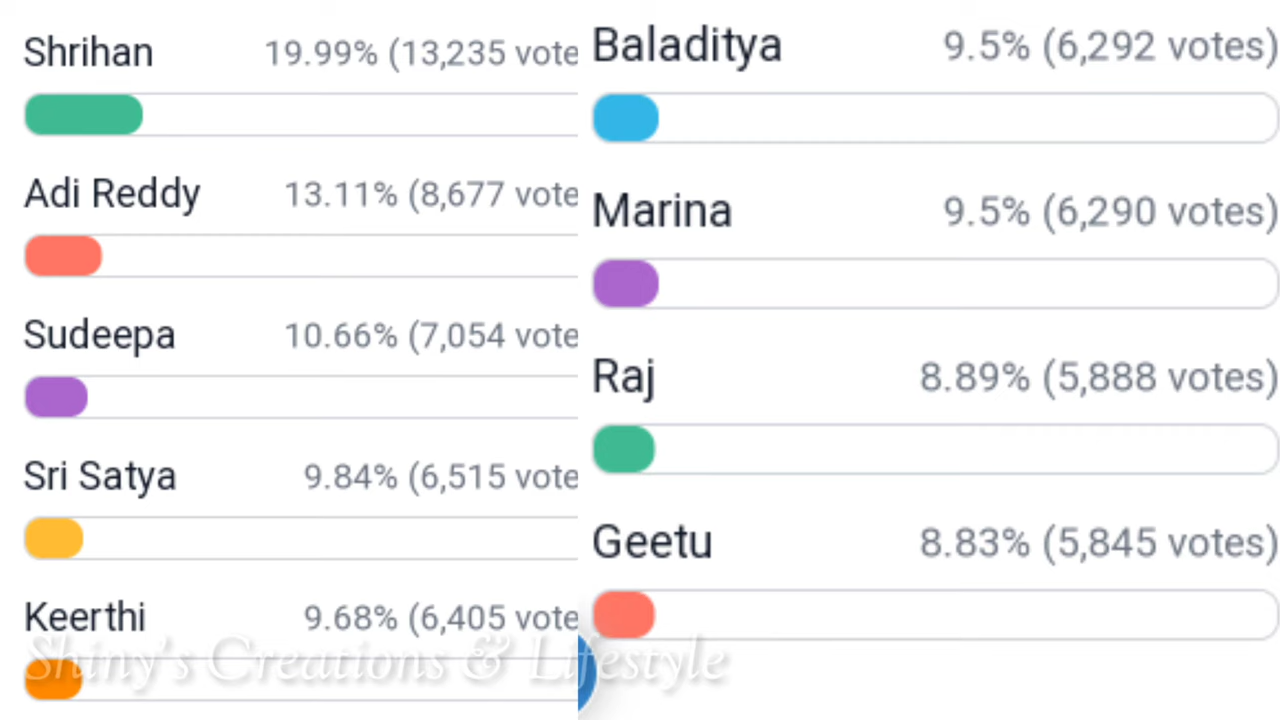 Shrihan 19.99% (13,235 vote
Adi Reddy 13.11% (8,677 vote
Sudeepa 10.66% (7,054 vote
Sri Satya 9.84% (6,515 vote
Keerthi 9.68% (6,405 vote
Baladitya 9.5% (6,292 votes)
Marina 9.5% (6,290 votes)
Raj 8.89% (5,888 votes)
Geetu 8.83% (5,845 votes)
Shiny's Creations & Lifestyle